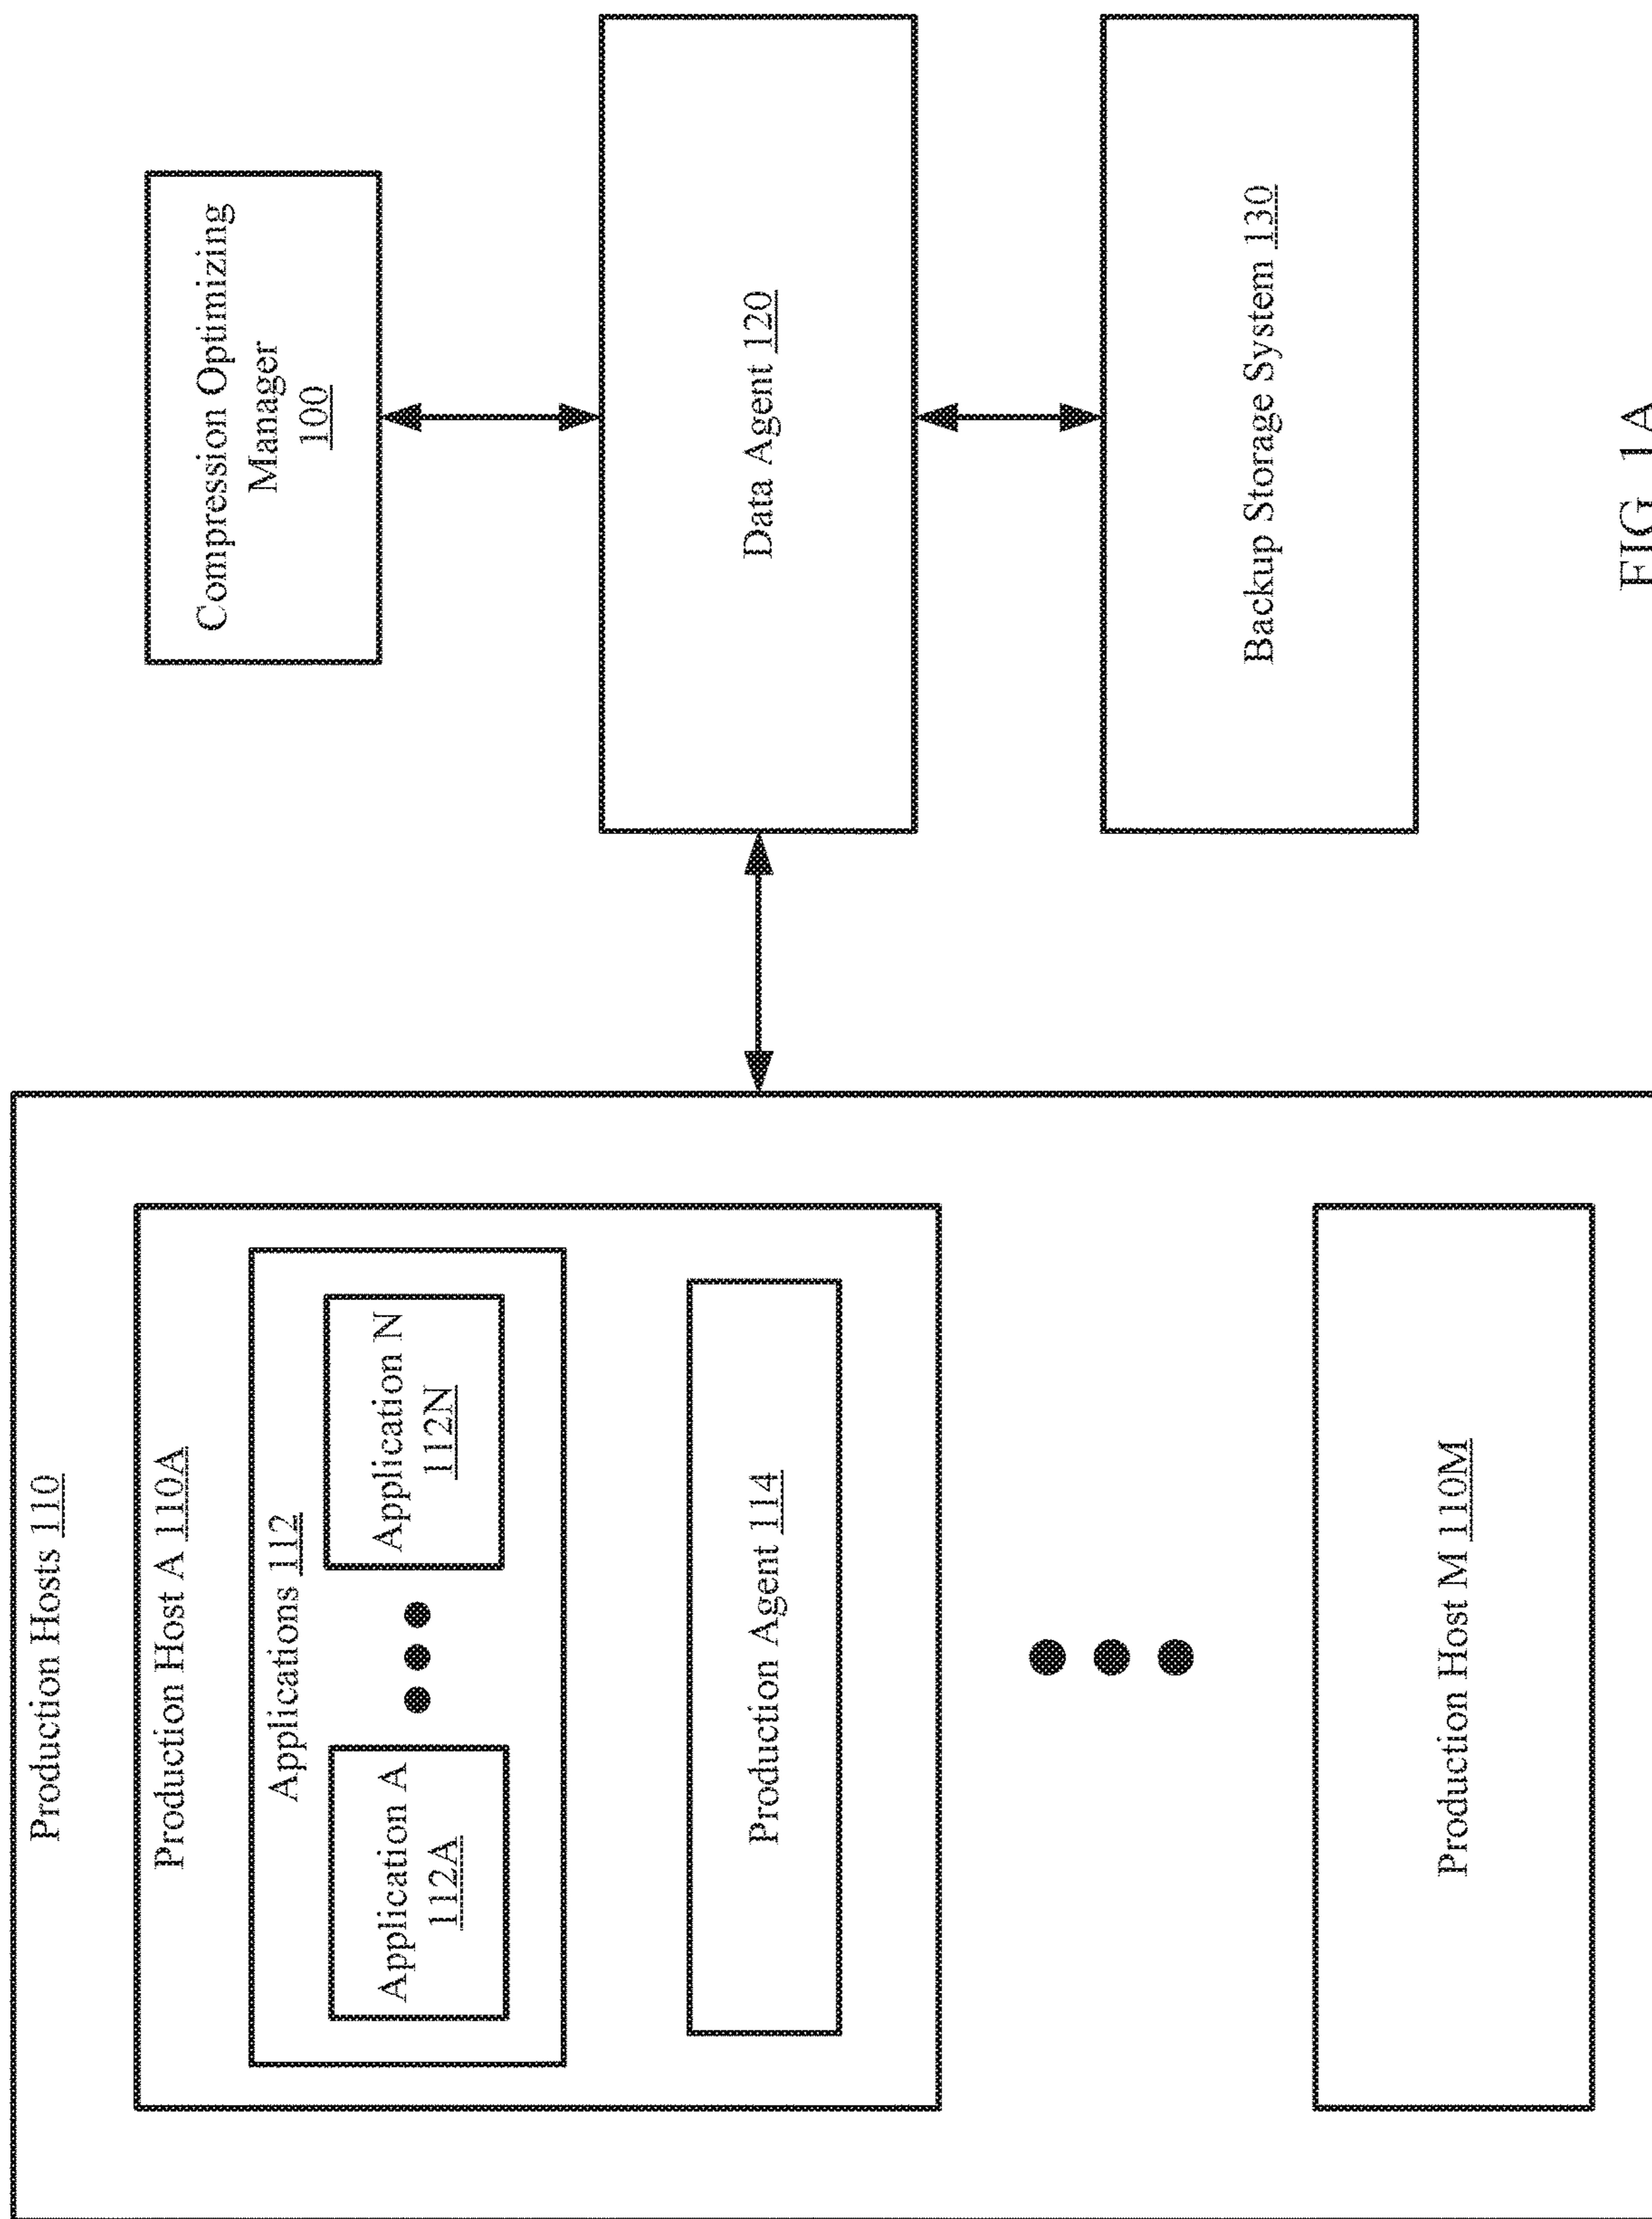 Production Hosts 110
Production Host A 110A
Applications 112
Application A
112A
Application N
112N
Production Agent 114
Production Host M 110M
Compression Optimizing
Manager
100
Data Agent 120
Backup Storage System 130
FIG. 1A